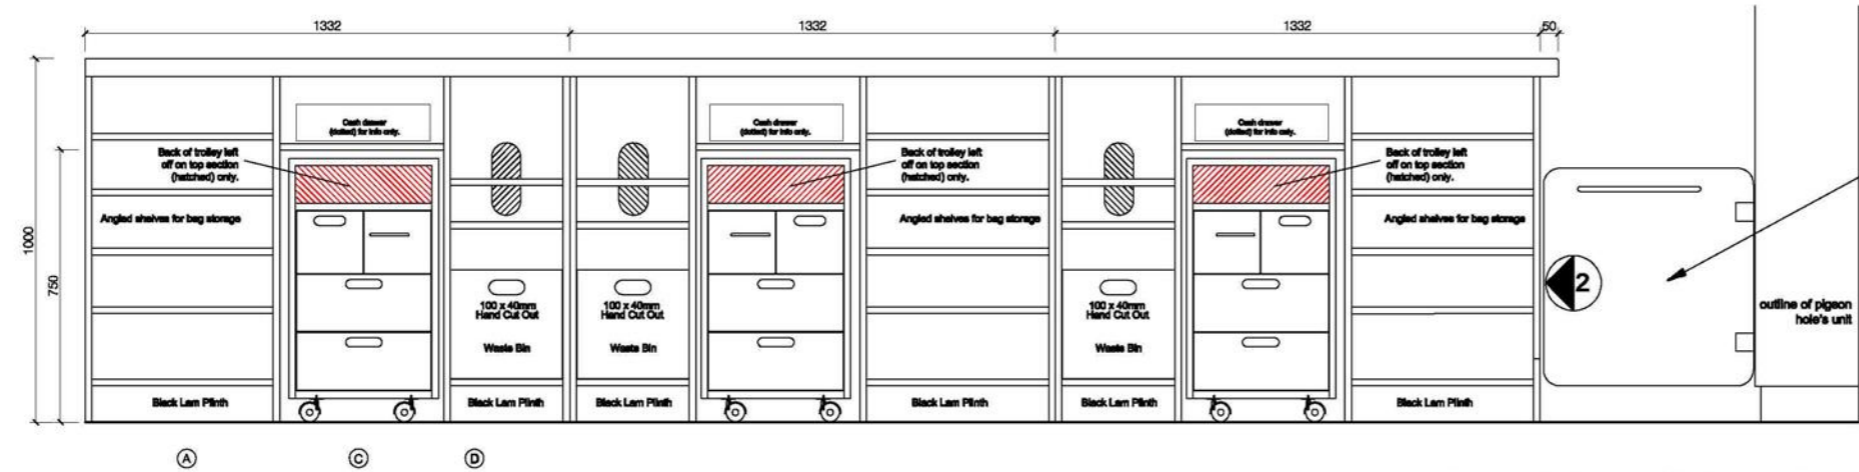 1332
1332
1332
50
1000
750
Cash drawer
(dotted) for info only.
Cash drawer
(dotted) for info only.
Cash drawer
(dotted) for info only.
Back of trolley left
off on top section
(hatched) only.
Back of trolley left
off on top section
(hatched) only.
Back of trolley left
off on top section
(hatched) only.
Angled shelves for bag storage
Angled shelves for bag storage
Angled shelves for bag storage
2
outline of pigeon
hole's unit
100 x 40mm
Hand Cut Out
100 x 40mm
Hand Cut Out
100 x 40mm
Hand Cut Out
Waste Bin
Waste Bin
Waste Bin
Black Lam Plinth
Black Lam Plinth
Black Lam Plinth
Black Lam Plinth
Black Lam Plinth
Black Lam Plinth
A
C
D